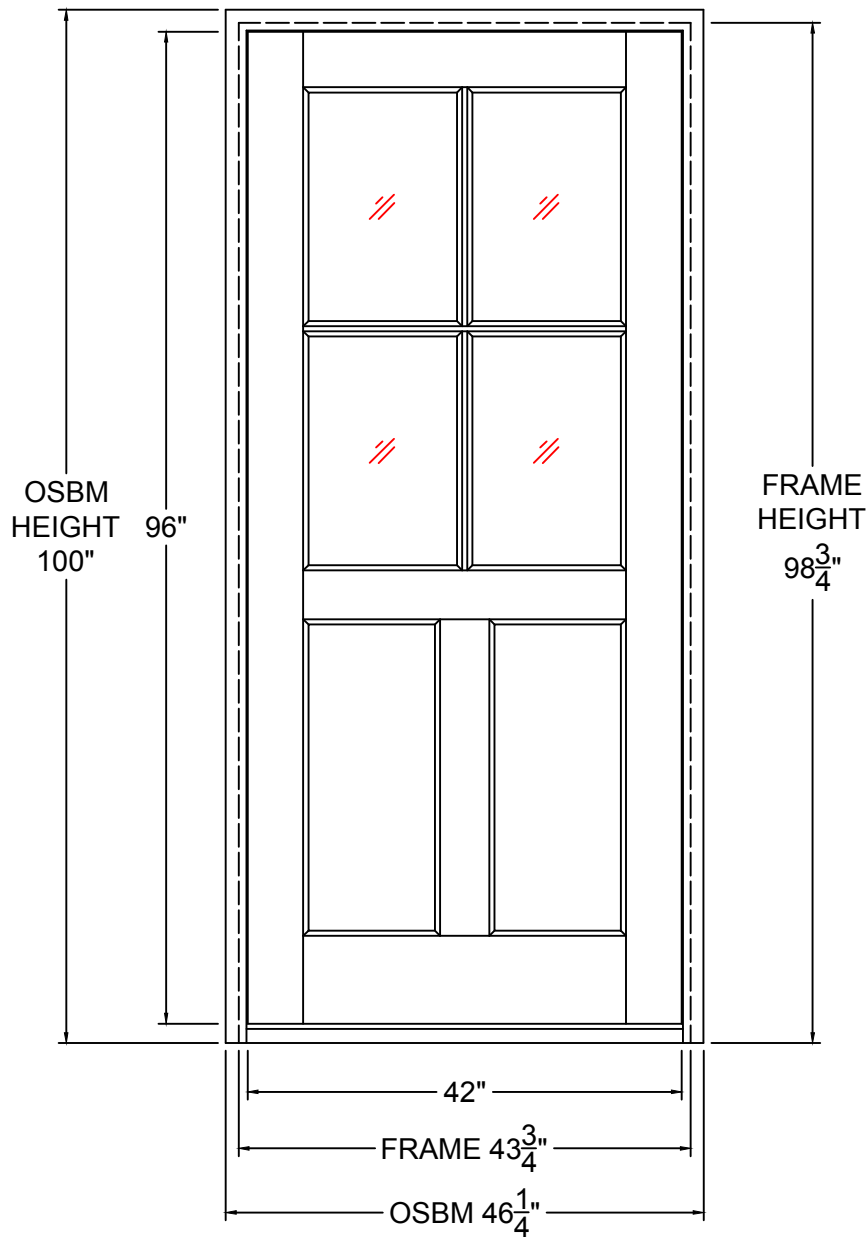 OSBM
HEIGHT
100"
96"
FRAME
HEIGHT
98 3/4"
42"
FRAME 43 3/4"
OSBM 46 1/4"